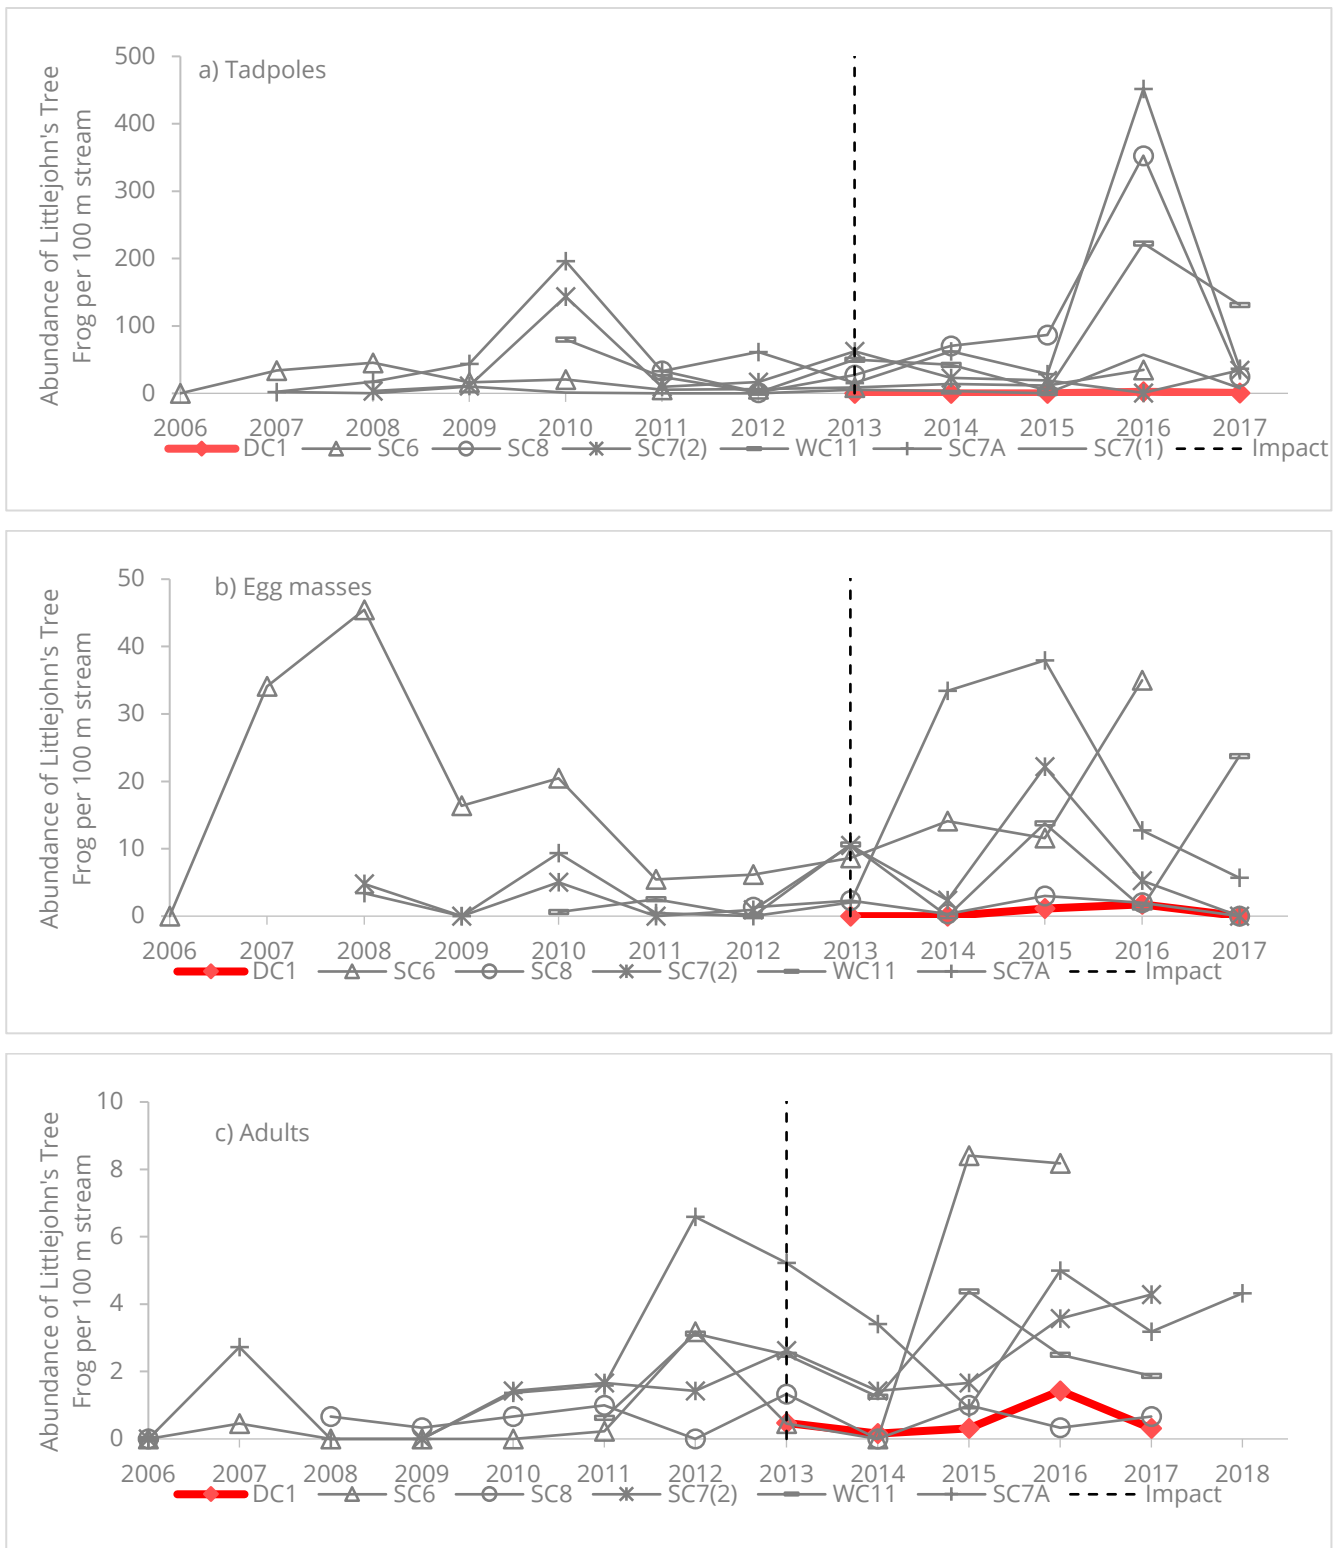 a) Tadpoles
Abundance of Littlejohn's Tree
Frog per 100 m stream
500
400
300
200
100
0
2006 2007 2008 2009 2010 2011 2012 2013 2014 2015 2016 2017
DC1 SC6 SC8 SC7(2) WC11 SC7A SC7(1) Impact
b) Egg masses
Abundance of Littlejohn's Tree
Frog per 100 m stream
50
40
30
20
10
0
2006 2007 2008 2009 2010 2011 2012 2013 2014 2015 2016 2017
DC1 SC6 SC8 SC7(2) WC11 SC7A Impact
c) Adults
Abundance of Littlejohn's Tree
Frog per 100 m stream
10
8
6
4
2
0
2006 2007 2008 2009 2010 2011 2012 2013 2014 2015 2016 2017 2018
DC1 SC6 SC8 SC7(2) WC11 SC7A Impact